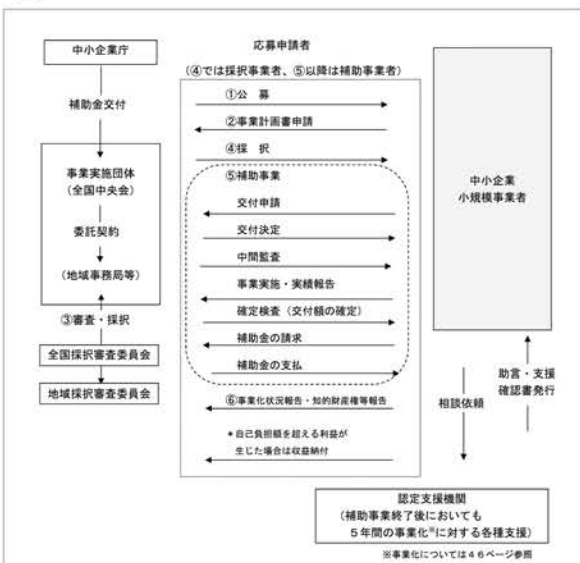 中小企業庁
補助金交付
事業実施団体
（全国中央会）
委託契約
（地域事務局等）
③審査・採択
全国採択審査委員会
地域採択審査委員会
応募申請者
（④では採択事業者、⑤以降は補助事業者）
①公　募
②事業計画書申請
④採　択
⑤補助事業
交付申請
交付決定
中間監査
事業実施・実績報告
確定検査（交付額の確定）
補助金の請求
補助金の支払
⑥事業化状況報告・知的財産権等報告
＊自己負担額を超える利益が
生じた場合は収益納付
中小企業
小規模事業者
相談依頼
助言・支援
確認書発行
認定支援機関
（補助事業終了後においても
５年間の事業化※に対する各種支援）
※事業化については４６ページ参照